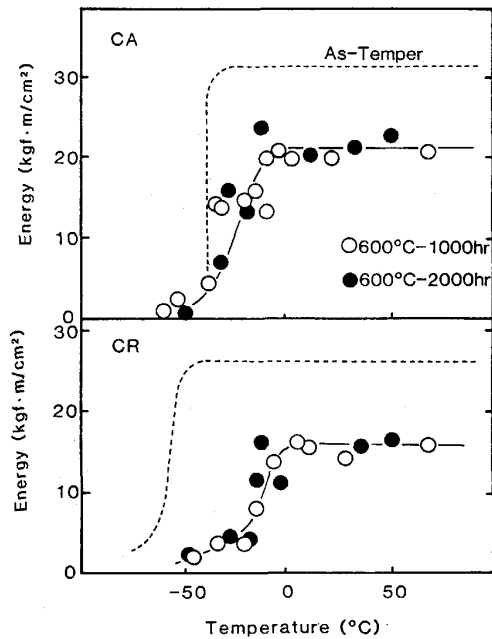 CA
As-Temper
30
20
10
0
Energy (kgf·m/cm²)
○600°C-1000hr
●600°C-2000hr
CR
30
20
10
0
Energy (kgf·m/cm²)
-50
0
50
Temperature (°C)